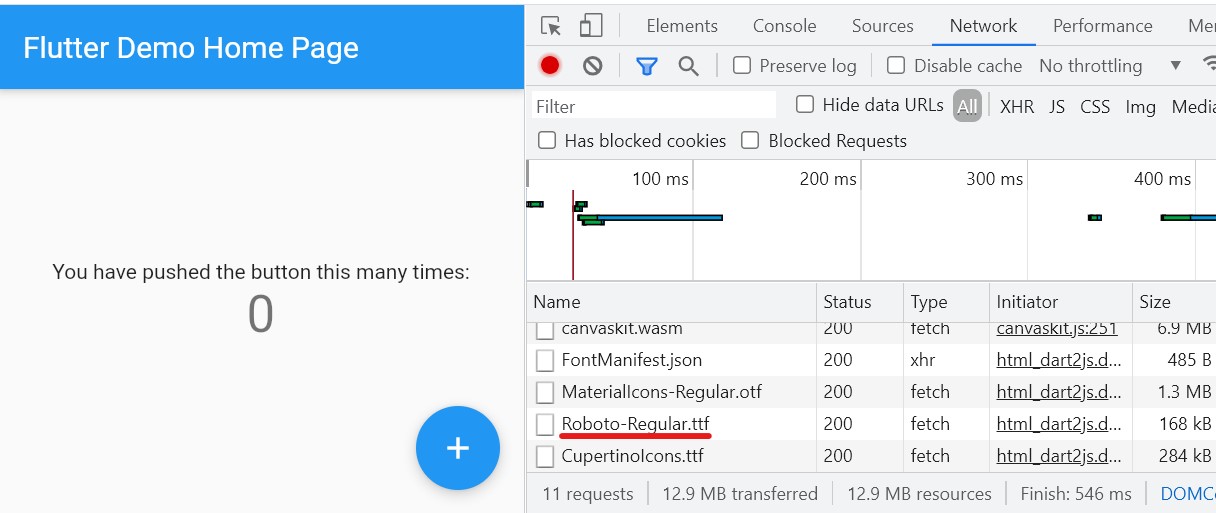 Flutter Demo Home Page
You have pushed the button this many times:
0
+
Elements Console Sources Network Performance
Preserve log Disable cache No throttling ▼
Filter Hide data URLs All XHR JS CSS Img Media
Has blocked cookies Blocked Requests
100 ms 200 ms 300 ms 400 ms
Name Status Type Initiator Size
canvaskit.wasm 200 fetch canvaskit.js:251 6.9 MB
FontManifest.json 200 xhr html_dart2js.d... 485 B
MaterialIcons-Regular.otf 200 fetch html_dart2js.d... 1.3 MB
Roboto-Regular.ttf 200 fetch html_dart2js.d... 168 kB
CupertinoIcons.ttf 200 fetch html_dart2js.d... 284 kB
11 requests 12.9 MB transferred 12.9 MB resources Finish: 546 ms DOMC